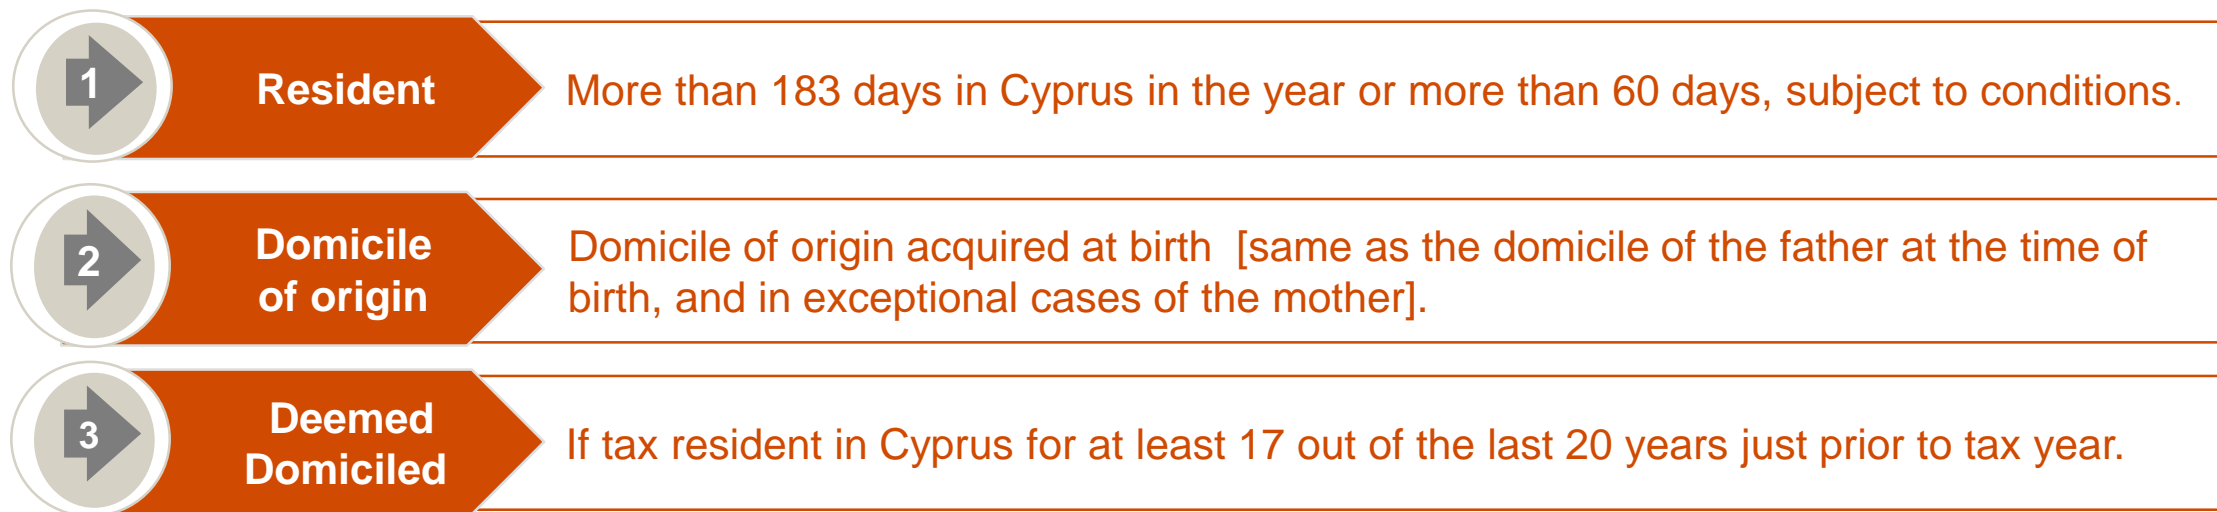 1
Resident
More than 183 days in Cyprus in the year or more than 60 days, subject to conditions.
2
Domicile
of origin
Domicile of origin acquired at birth  [same as the domicile of the father at the time of
birth, and in exceptional cases of the mother].
3
Deemed
Domiciled
If tax resident in Cyprus for at least 17 out of the last 20 years just prior to tax year.